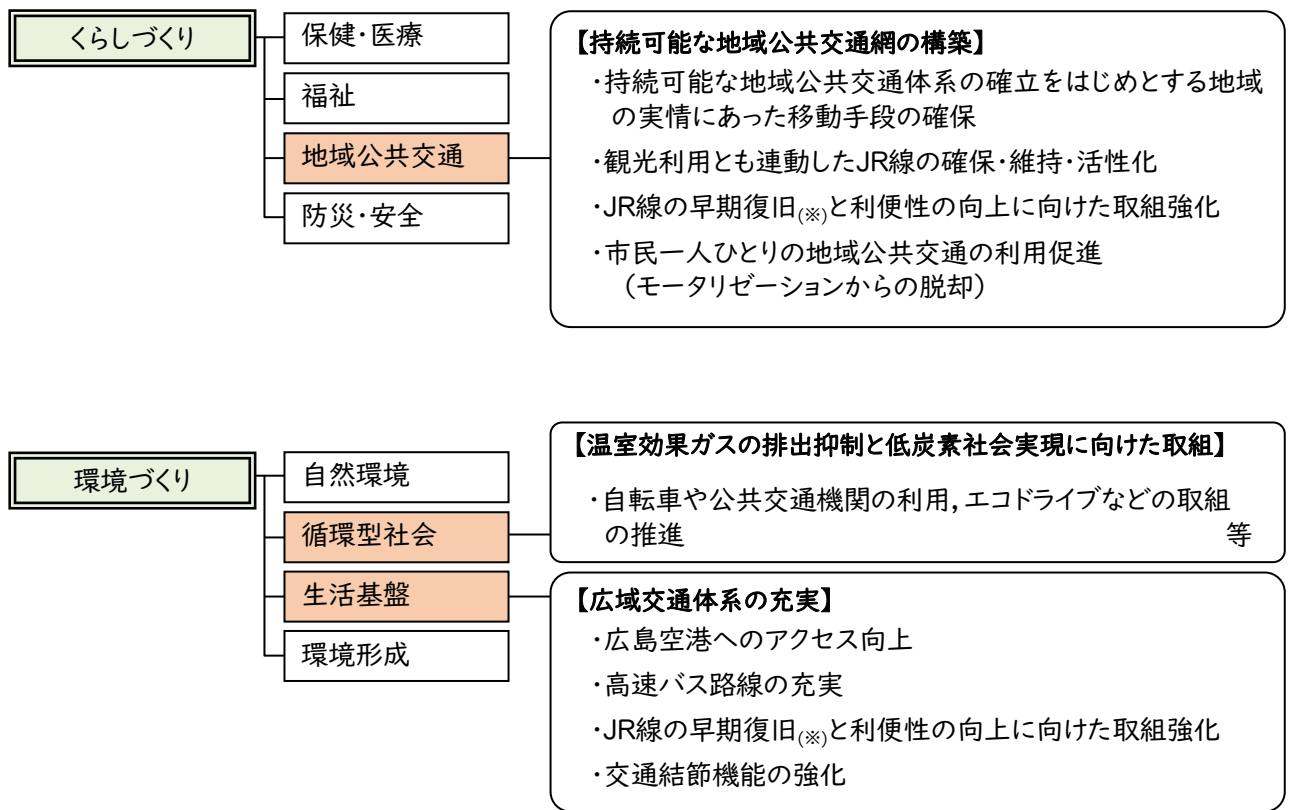 くらしづくり
保健・医療
福祉
地域公共交通
防災・安全
【持続可能な地域公共交通網の構築】
・持続可能な地域公共交通体系の確立をはじめとする地域
の実情にあった移動手段の確保
・観光利用とも連動したJR線の確保・維持・活性化
・JR線の早期復旧(※)と利便性の向上に向けた取組強化
・市民一人ひとりの地域公共交通の利用促進
（モータリゼーションからの脱却）
環境づくり
自然環境
循環型社会
生活基盤
環境形成
【温室効果ガスの排出抑制と低炭素社会実現に向けた取組】
・自転車や公共交通機関の利用，エコドライブなどの取組
の推進 等
【広域交通体系の充実】
・広島空港へのアクセス向上
・高速バス路線の充実
・JR線の早期復旧(※)と利便性の向上に向けた取組強化
・交通結節機能の強化